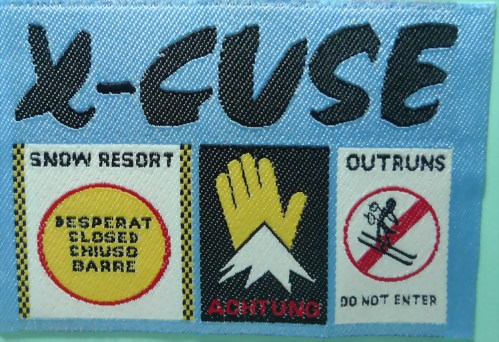 X-CUSE
SNOW RESORT
DESPERAT
CLOSED
CHIUSO
BARRE
ACHTUNG
OUTRUNS
DO NOT ENTER